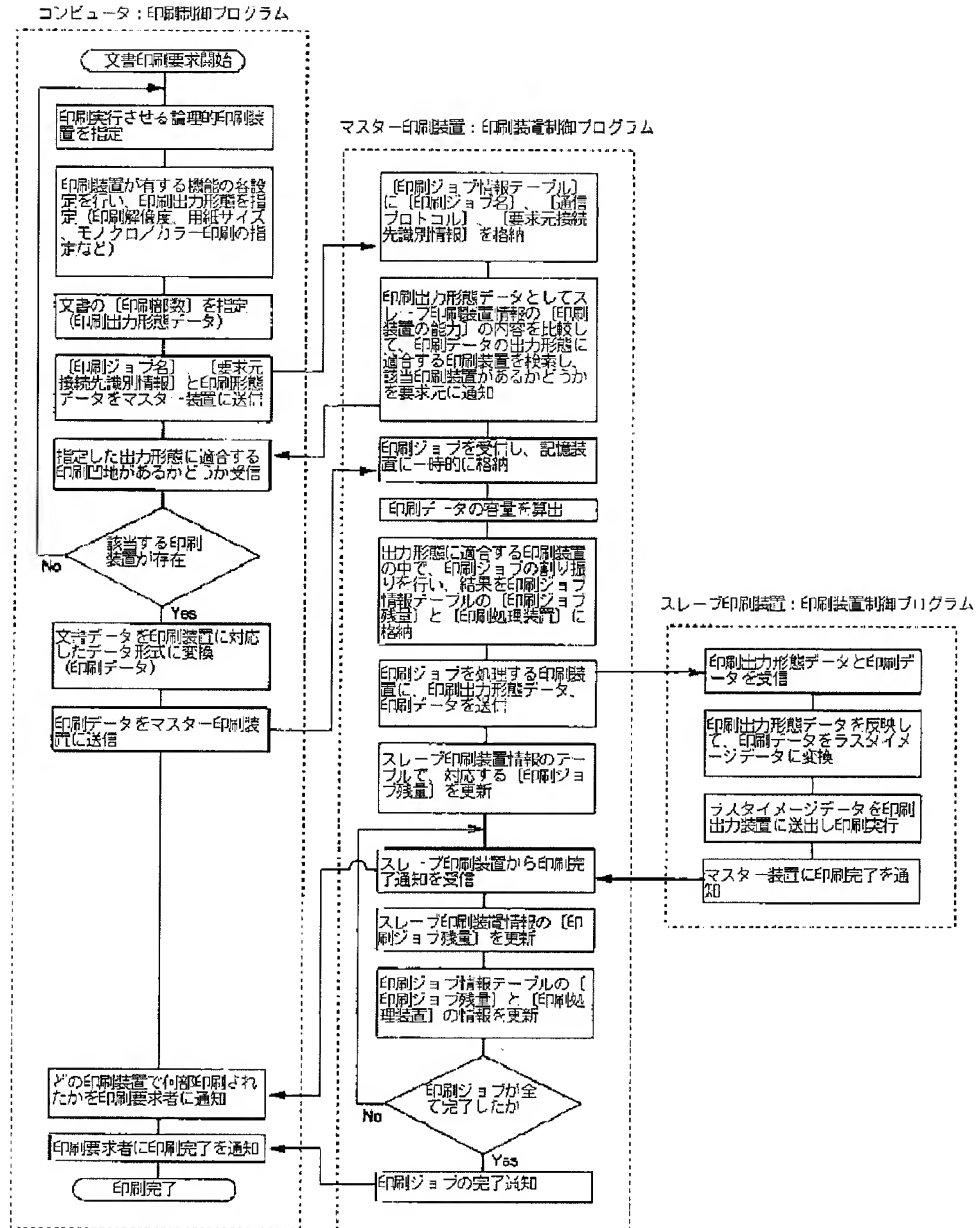 コンピュータ：印刷制御プログラム
文書印刷要求開始
印刷実行させる論理的印刷装
置を指定
印刷装置が有する機能の各設
定を行い、印刷出力形態を指
定（印刷解像度、用紙サイズ
、モノクロ／カラー印刷の指
定など）
文書の［印刷部数］を指定
（印刷出力形態データ）
［印刷ジョブ名］、［要求元
接続先識別情報］と印刷形態
データをマスター装置に送信
指定した出力形態に適合する
印刷凹地があるかどうか受信
該当する印刷
装置が存在
No
Yes
文書データを印刷装置に対応
したデータ形式に変換
（印刷データ）
印刷データをマスター印刷装
置に送信
どの印刷装置で何部印刷され
たかを印刷要求者に通知
印刷要求者に印刷完了を通知
印刷完了
マスター印刷装置：印刷装置制御プログラム
［印刷ジョブ情報テーブル］
に［印刷ジョブ名］、［通信
プロトコル］、［要求元接続
先識別情報］を格納
印刷出力形態データとしてス
レーブ印刷装置情報の［印刷
装置の能力］の内容を比較し
て、印刷データの出力形態に
適合する印刷装置を検索し、
該当印刷装置があるかどうか
を要求元に通知
印刷ジョブを受信し、記憶装
置に一時的に格納
印刷データの容量を算出
出力形態に適合する印刷装置
の中で、印刷ジョブの割り振
りを行い、結果を印刷ジョブ
情報テーブルの［印刷ジョブ
残量］と［印刷処理装置］に
格納
印刷ジョブを処理する印刷装
置に、印刷出力形態データ、
印刷データを送信
スレーブ印刷装置情報のテー
ブルで、対応する［印刷ジョ
ブ残量］を更新
スレーブ印刷装置から印刷完
了通知を受信
スレーブ印刷装置情報の［印
刷ジョブ残量］を更新
印刷ジョブ情報テーブルの［
印刷ジョブ残量］と［印刷処
理装置］の情報を更新
印刷ジョブが全
て完了したか
No
Yes
印刷ジョブの完了通知
スレーブ印刷装置：印刷装置制御プログラム
印刷出力形態データと印刷デ
ータを受信
印刷出力形態データを反映し
て、印刷データをラスタイメ
ージデータに変換
ラスタイメージデータを印刷
出力装置に送出し印刷実行
マスター装置に印刷完了を通
知